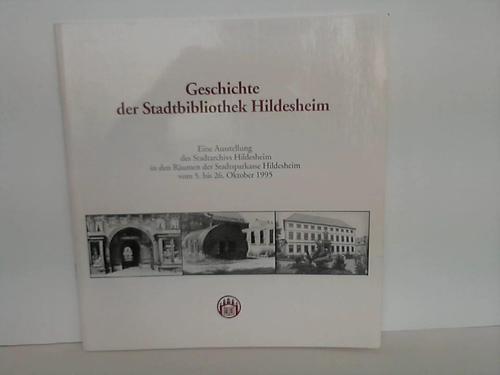 Geschichte
der Stadtbibliothek Hildesheim
Eine Ausstellung
des Stadtarchivs Hildesheim
in den Räumen der Stadtsparkasse Hildesheim
vom 5. bis 26. Oktober 1995